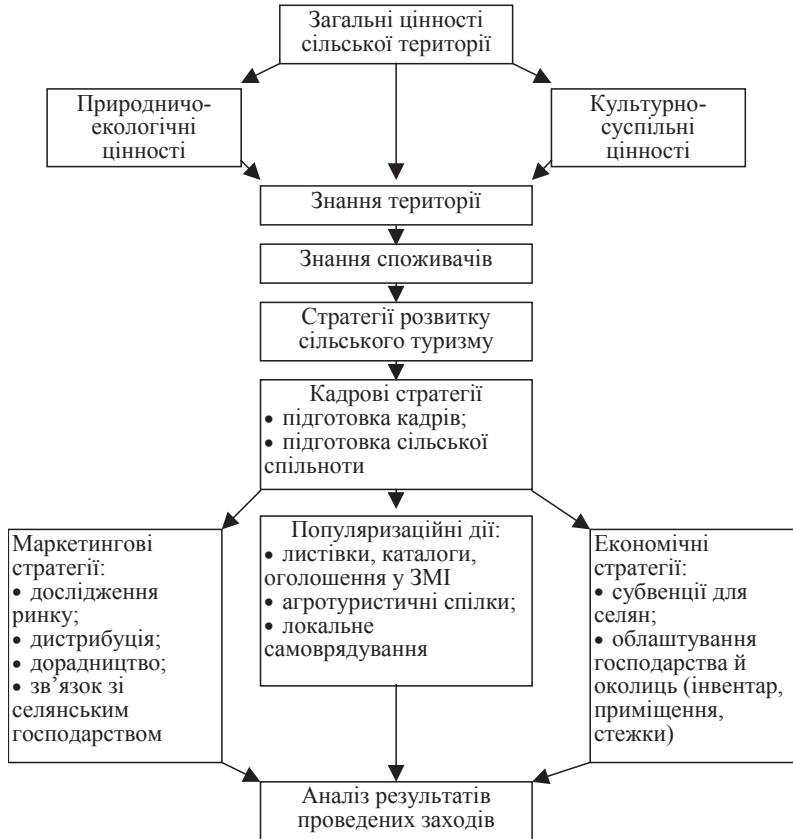 Загальні цінності
сільської території
Природничо-
екологічні
цінності
Культурно-
суспільні
цінності
Знання території
Знання споживачів
Стратегії розвитку
сільського туризму
Кадрові стратегії
• підготовка кадрів;
• підготовка сільської
спільноти
Маркетингові
стратегії:
• дослідження
ринку;
• дистрибуція;
• дорадництво;
• зв’язок зі
селянським
господарством
Популяризаційні дії:
• листівки, каталоги,
оголошення у ЗМІ
• агротуристичні спілки;
• локальне
самоврядування
Економічні
стратегії:
• субвенції для
селян;
• облаштування
господарства й
околиць (інвентар,
приміщення,
стежки)
Аналіз результатів
проведених заходів